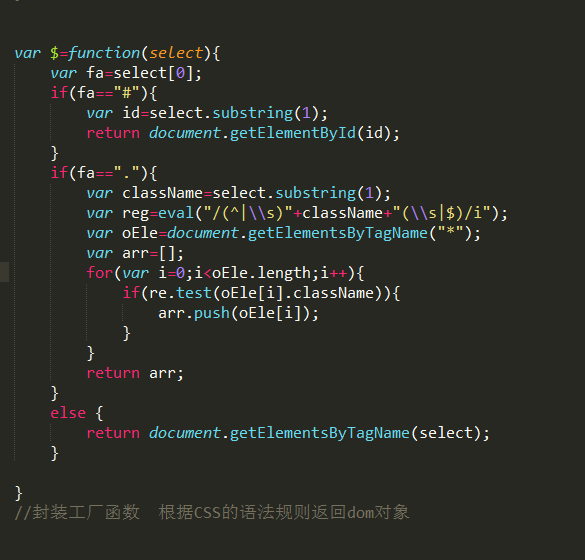 var $=function(select){
    var fa=select[0];
    if(fa=="#"){
        var id=select.substring(1);
        return document.getElementById(id);
    }
    if(fa=="."){
        var className=select.substring(1);
        var reg=eval("/(^|\\s)"+className+"(\\s|$)/i");
        var oEle=document.getElementsByTagName("*");
        var arr=[];
        for(var i=0;i<oEle.length;i++){
            if(re.test(oEle[i].className)){
                arr.push(oEle[i]);
            }
        }
        return arr;
    }
    else {
        return document.getElementsByTagName(select);
    }

}
//封装工厂函数  根据CSS的语法规则返回dom对象